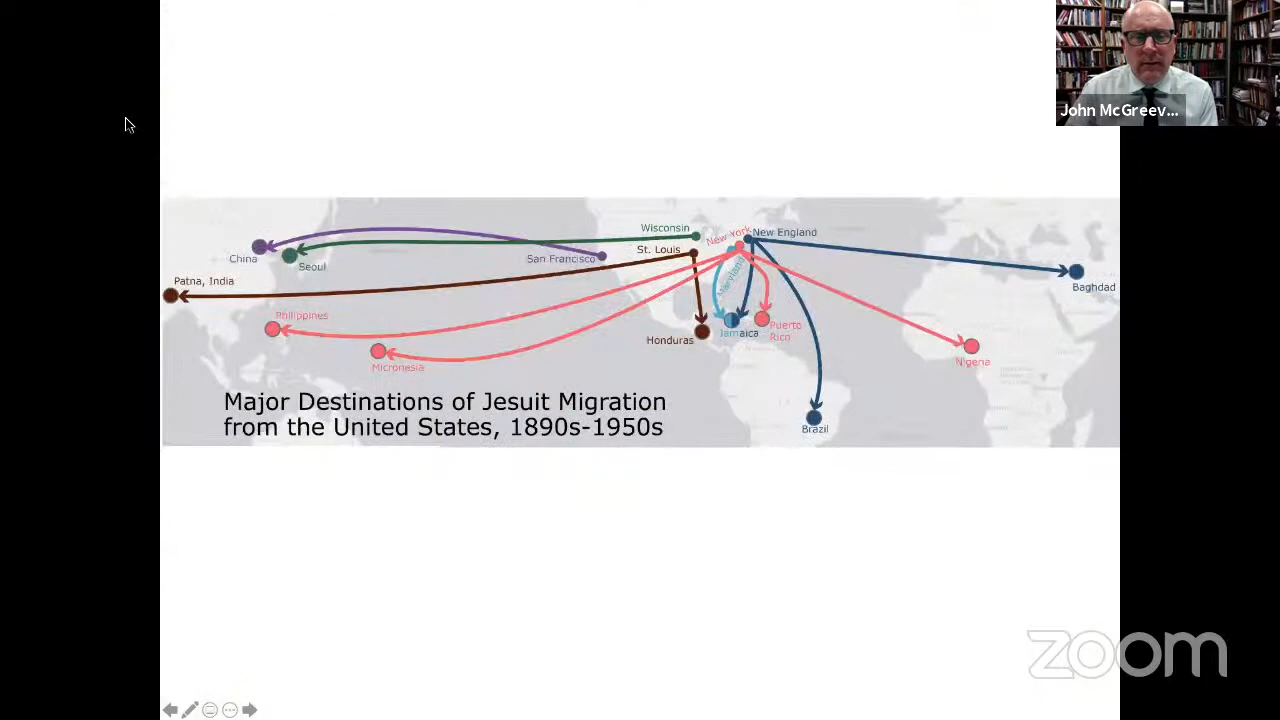 John McGreev...
Wisconsin
New York
New England
China
Seoul
San Francisco
St. Louis
Maryland
Patna, India
Baghdad
Philippines
Puerto
Rico
Jamaica
Honduras
Micronesia
Nigeria
Major Destinations of Jesuit Migration
from the United States, 1890s-1950s
Brazil
zoom